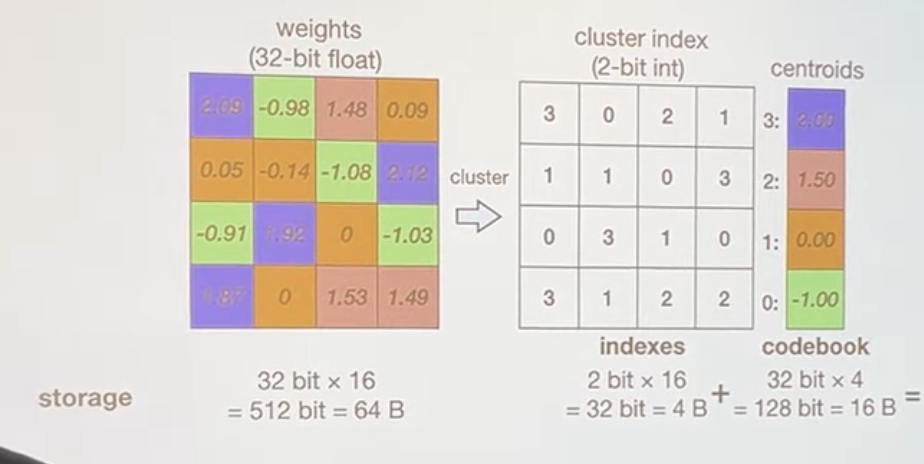 weights
(32-bit float)
cluster index
(2-bit int)
centroids
2.09 -0.98 1.48 0.09
0.05 -0.14 -1.08 2.12
-0.91 1.92 0 -1.03
1.87 0 1.53 1.49
cluster
3 0 2 1
1 1 0 3
0 3 1 0
3 1 2 2
3: 2.00
2: 1.50
1: 0.00
0: -1.00
indexes
codebook
storage
32 bit × 16
= 512 bit = 64 B
2 bit × 16
= 32 bit = 4 B
+
32 bit × 4
= 128 bit = 16 B
=